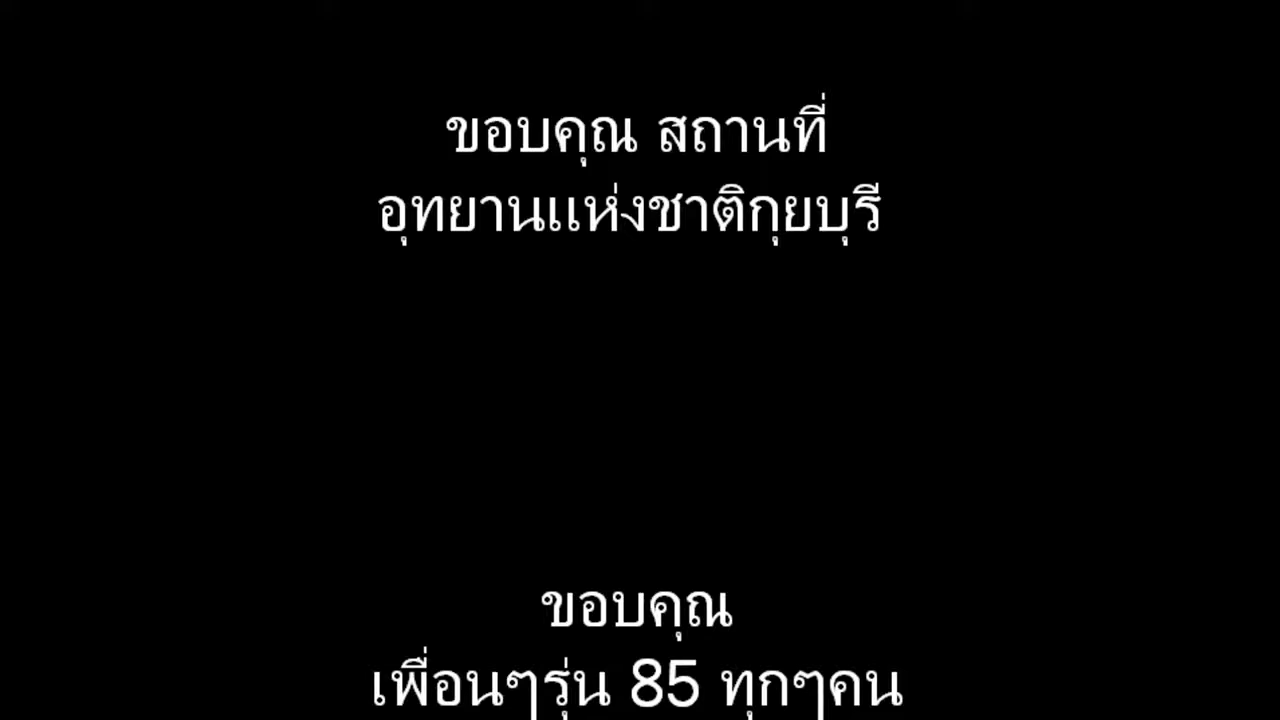 ขอบคุณ สถานที่
อุทยานแห่งชาติกุยบุรี
ขอบคุณ
เพื่อนๆรุ่น 85 ทุกๆคน